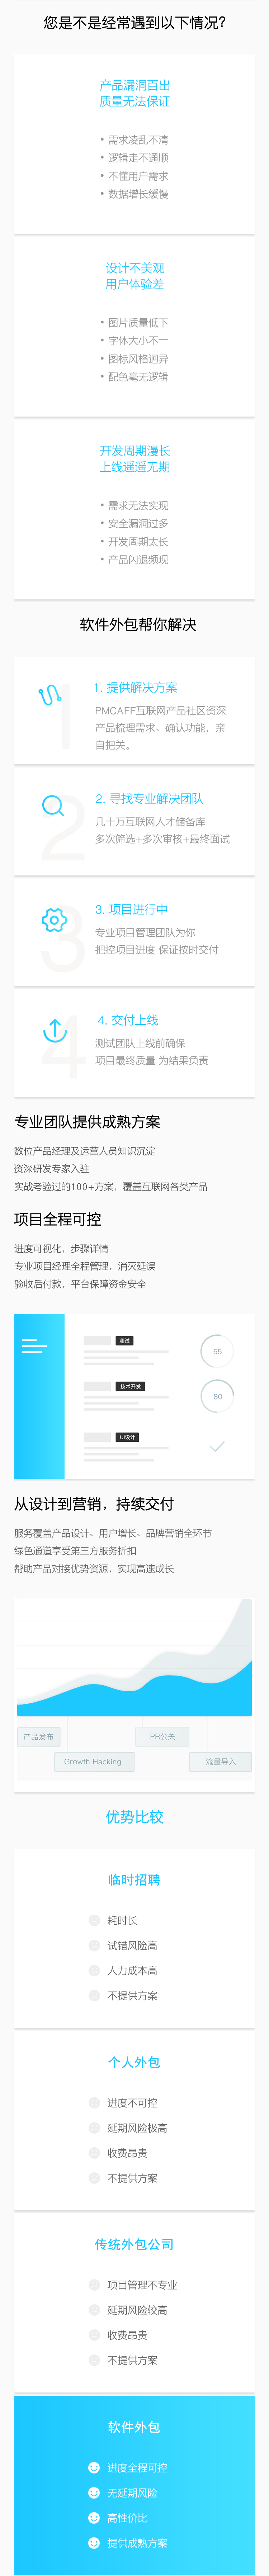 您是不是经常遇到以下情况?
产品漏洞百出
质量无法保证
• 需求凌乱不清
• 逻辑走不通顺
• 不懂用户需求
• 数据增长缓慢
设计不美观
用户体验差
• 图片质量低下
• 字体大小不一
• 图标风格迥异
• 配色毫无逻辑
开发周期漫长
上线遥遥无期
• 需求无法实现
• 安全漏洞过多
• 开发周期太长
• 产品闪退频现
软件外包帮你解决
1
1. 提供解决方案
PMCAFF互联网产品社区资深
产品梳理需求、确认功能，亲
自把关。
2
2. 寻找专业解决团队
几十万互联网人才储备库
多次筛选+多次审核+最终面试
3
3. 项目进行中
专业项目管理团队为你
把控项目进度 保证按时交付
4
4. 交付上线
测试团队上线前确保
项目最终质量 为结果负责
专业团队提供成熟方案
数位产品经理及运营人员知识沉淀
资深研发专家入驻
实战考验过的100+方案，覆盖互联网各类产品
项目全程可控
进度可视化，步骤详情
专业项目经理全程管理，消灭延误
验收后付款，平台保障资金安全
测试
55
技术开发
80
UI设计
从设计到营销，持续交付
服务覆盖产品设计、用户增长、品牌营销全环节
绿色通道享受第三方服务折扣
帮助产品对接优势资源，实现高速成长
产品发布
PR公关
Growth Hacking
流量导入
优势比较
临时招聘
耗时长
试错风险高
人力成本高
不提供方案
个人外包
进度不可控
延期风险极高
收费昂贵
不提供方案
传统外包公司
项目管理不专业
延期风险较高
收费昂贵
不提供方案
软件外包
进度全程可控
无延期风险
高性价比
提供成熟方案